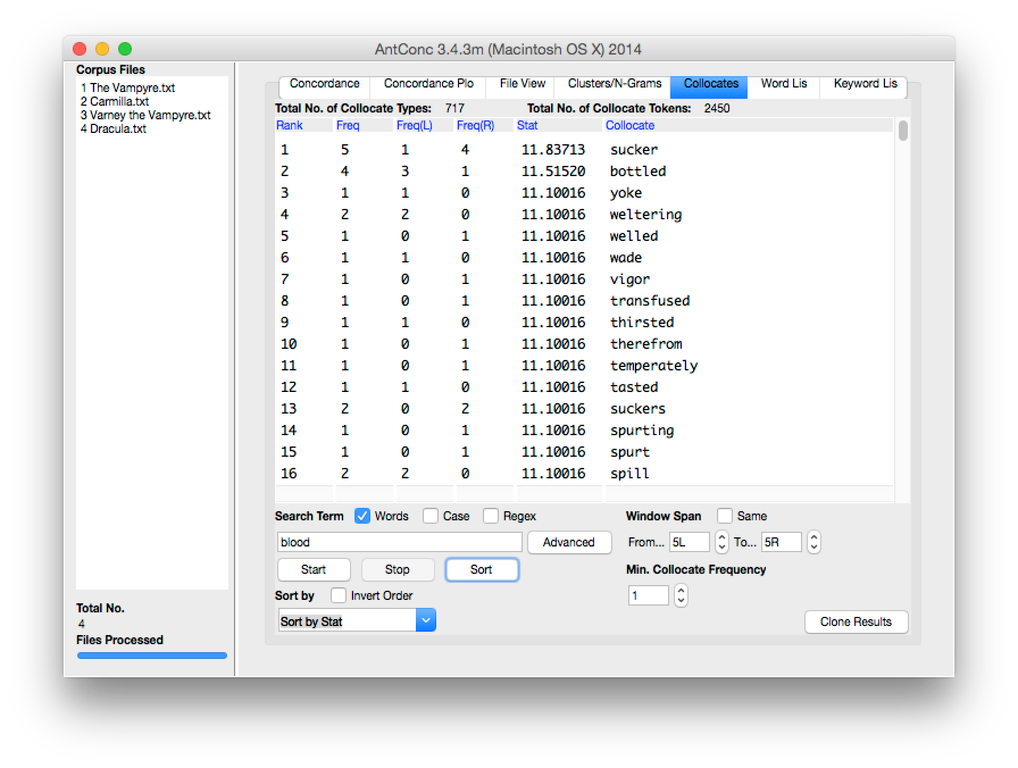 AntConc 3.4.3m (Macintosh OS X) 2014
Corpus Files
1 The Vampyre.txt
2 Carmilla.txt
3 Varney the Vampyre.txt
4 Dracula.txt
Total No.
4
Files Processed
Concordance Concordance Plo File View Clusters/N-Grams Collocates Word Lis Keyword Lis
Total No. of Collocate Types: 717 Total No. of Collocate Tokens: 2450
Rank Freq Freq(L) Freq(R) Stat Collocate
1 5 1 4 11.83713 sucker
2 4 3 1 11.51520 bottled
3 1 1 0 11.10016 yoke
4 2 2 0 11.10016 weltering
5 1 0 1 11.10016 welled
6 1 1 0 11.10016 wade
7 1 0 1 11.10016 vigor
8 1 0 1 11.10016 transfused
9 1 1 0 11.10016 thirsted
10 1 0 1 11.10016 therefrom
11 1 0 1 11.10016 temperately
12 1 1 0 11.10016 tasted
13 2 0 2 11.10016 suckers
14 1 0 1 11.10016 spurting
15 1 0 1 11.10016 spurt
16 2 2 0 11.10016 spill
Search Term Words Case Regex Window Span Same
blood Advanced From... 5L To... 5R
Start Stop Sort Min. Collocate Frequency
Sort by Invert Order 1
Sort by Stat Clone Results